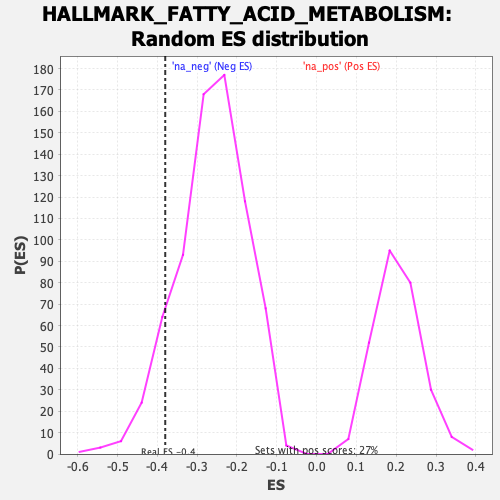 HALLMARK_FATTY_ACID_METABOLISM:
Random ES distribution
'na_neg' (Neg ES)
'na_pos' (Pos ES)
180
170
160
150
140
130
120
110
100
90
80
70
60
50
40
30
20
10
0
P(ES)
Real ES -0.4
Sets with pos scores: 27%
-0.6 -0.5 -0.4 -0.3 -0.2 -0.1 0.0 0.1 0.2 0.3 0.4
ES